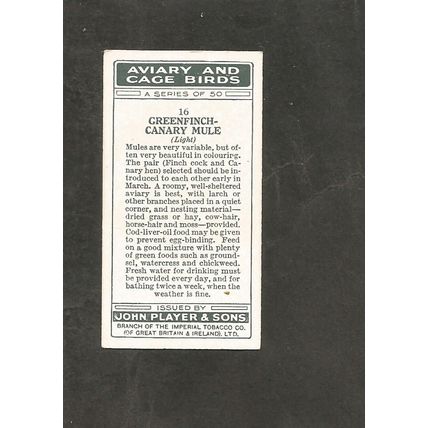 AVIARY AND
CAGE BIRDS
A SERIES OF 50
16
GREENFINCH-
CANARY MULE
(Light)
Mules are very variable, but of-
ten very beautiful in colouring.
The pair (Finch cock and Ca-
nary hen) selected should be in-
troduced to each other early in
March. A roomy, well-sheltered
aviary is best, with larch or
other branches placed in a quiet
corner, and nesting material—
dried grass or hay, cow-hair,
horse-hair and moss—provided.
Cod-liver-oil food may be given
to prevent egg-binding. Feed
on a good mixture with plenty
of green foods such as ground-
sel, watercress and chickweed.
Fresh water for drinking must
be provided every day, and for
bathing twice a week, when the
weather is fine.
ISSUED BY
JOHN PLAYER & SONS
BRANCH OF THE IMPERIAL TOBACCO CO.
(OF GREAT BRITAIN & IRELAND), LTD.